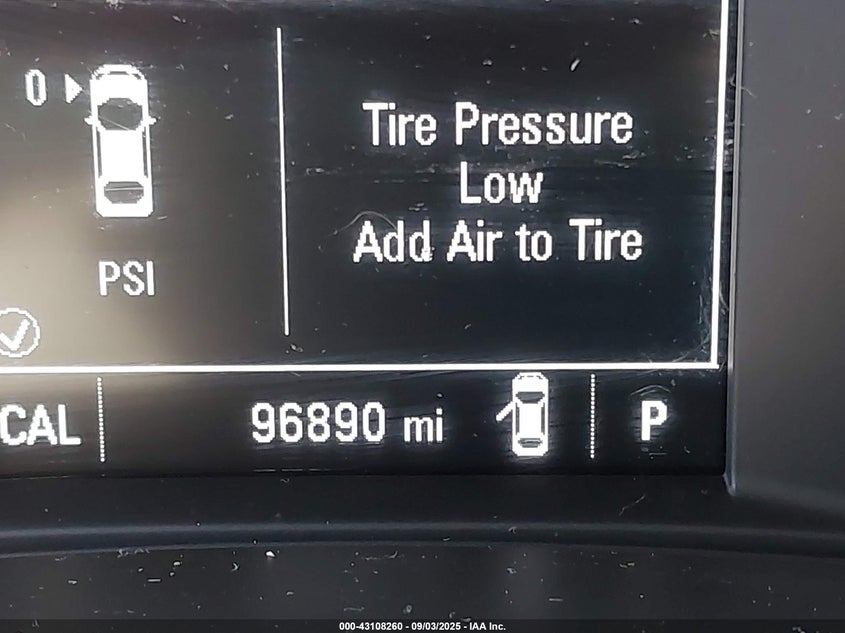 0
Tire Pressure
Low
Add Air to Tire
PSI
CAL
96890 mi
P
000-43108260 - 09/03/2025 - IAA Inc.